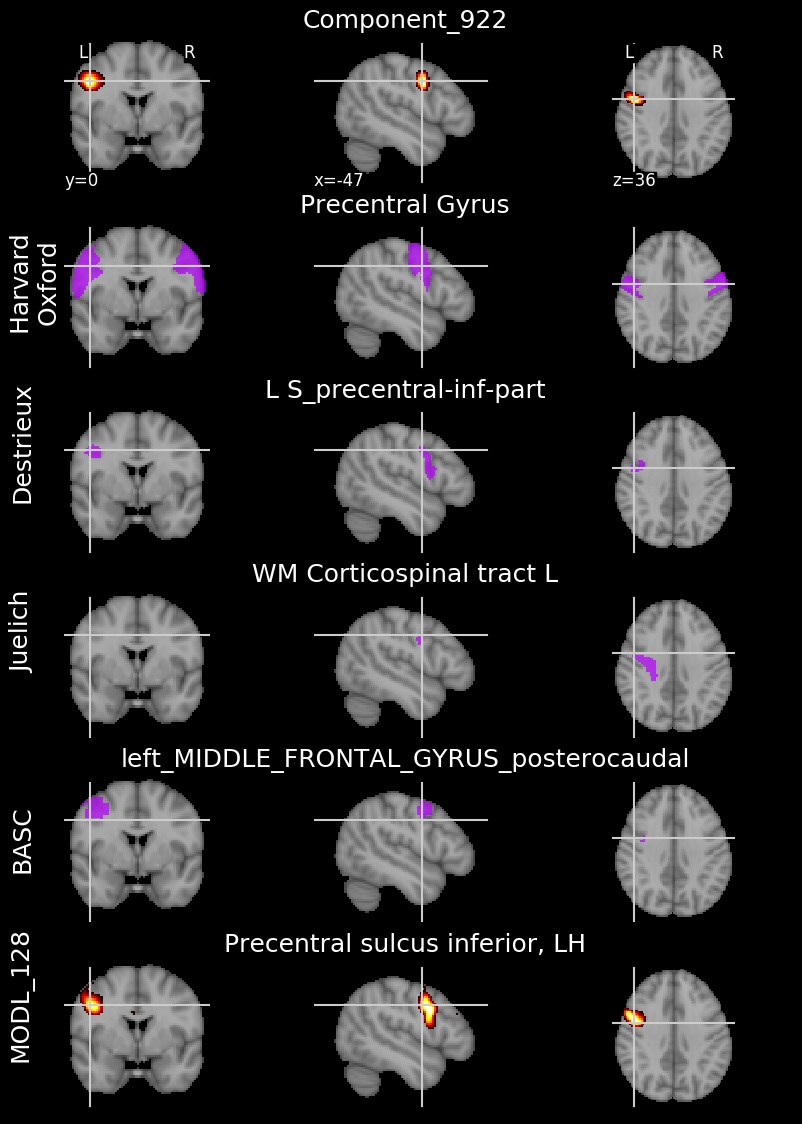 Component_922
L R
L R
y=0
x=-47
z=36
Precentral Gyrus
Harvard
Oxford
L S_precentral-inf-part
Destrieux
WM Corticospinal tract L
Juelich
left_MIDDLE_FRONTAL_GYRUS_posterocaudal
BASC
Precentral sulcus inferior, LH
MODL_128